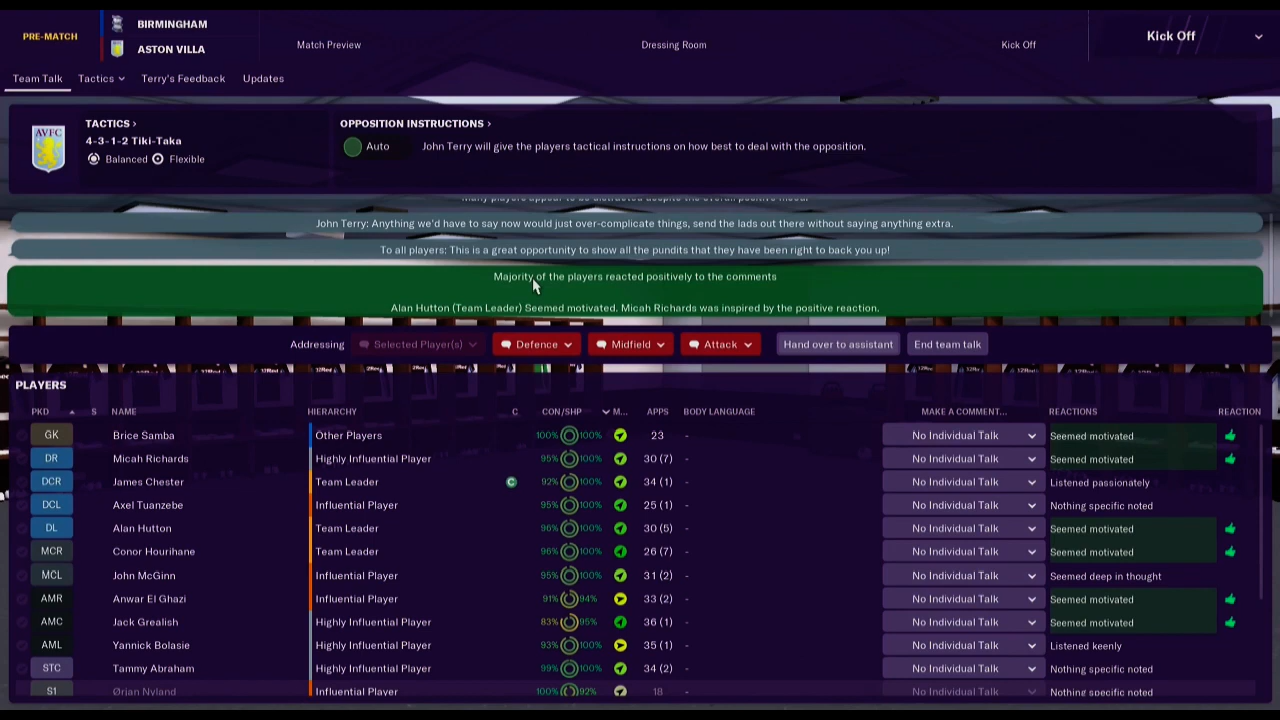 PRE-MATCH
BIRMINGHAM
ASTON VILLA
Match Preview
Dressing Room
Kick Off
Kick Off
Team Talk Tactics Terry's Feedback Updates
AVFC
TACTICS
4-3-1-2 Tiki-Taka
Balanced Flexible
OPPOSITION INSTRUCTIONS
Auto John Terry will give the players tactical instructions on how best to deal with the opposition.
Many players appear to be distracted despite the overall positive mood.
John Terry: Anything we'd have to say now would just over-complicate things, send the lads out there without saying anything extra.
To all players: This is a great opportunity to show all the pundits that they have been right to back you up!
Majority of the players reacted positively to the comments
Alan Hutton (Team Leader) Seemed motivated. Micah Richards was inspired by the positive reaction.
Addressing Selected Player(s) Defence Midfield Attack Hand over to assistant End team talk
PLAYERS
PKD S NAME HIERARCHY C CON/SHP M... APPS BODY LANGUAGE MAKE A COMMENT... REACTIONS REACTION
GK Brice Samba Other Players 100% 100% 23 - No Individual Talk Seemed motivated
DR Micah Richards Highly Influential Player 95% 100% 30 (7) - No Individual Talk Seemed motivated
DCR James Chester Team Leader C 92% 100% 34 (1) - No Individual Talk Listened passionately
DCL Axel Tuanzebe Influential Player 95% 100% 25 (1) - No Individual Talk Nothing specific noted
DL Alan Hutton Team Leader 96% 100% 30 (5) - No Individual Talk Seemed motivated
MCR Conor Hourihane Team Leader 96% 100% 26 (7) - No Individual Talk Seemed motivated
MCL John McGinn Influential Player 95% 100% 31 (2) - No Individual Talk Seemed deep in thought
AMR Anwar El Ghazi Influential Player 91% 94% 33 (2) - No Individual Talk Seemed motivated
AMC Jack Grealish Highly Influential Player 83% 95% 36 (1) - No Individual Talk Seemed motivated
AML Yannick Bolasie Highly Influential Player 93% 100% 35 (1) - No Individual Talk Listened keenly
STC Tammy Abraham Highly Influential Player 99% 100% 34 (2) - No Individual Talk Nothing specific noted
S1 Ørjan Nyland Influential Player 100% 92% 18 - No Individual Talk Nothing specific noted